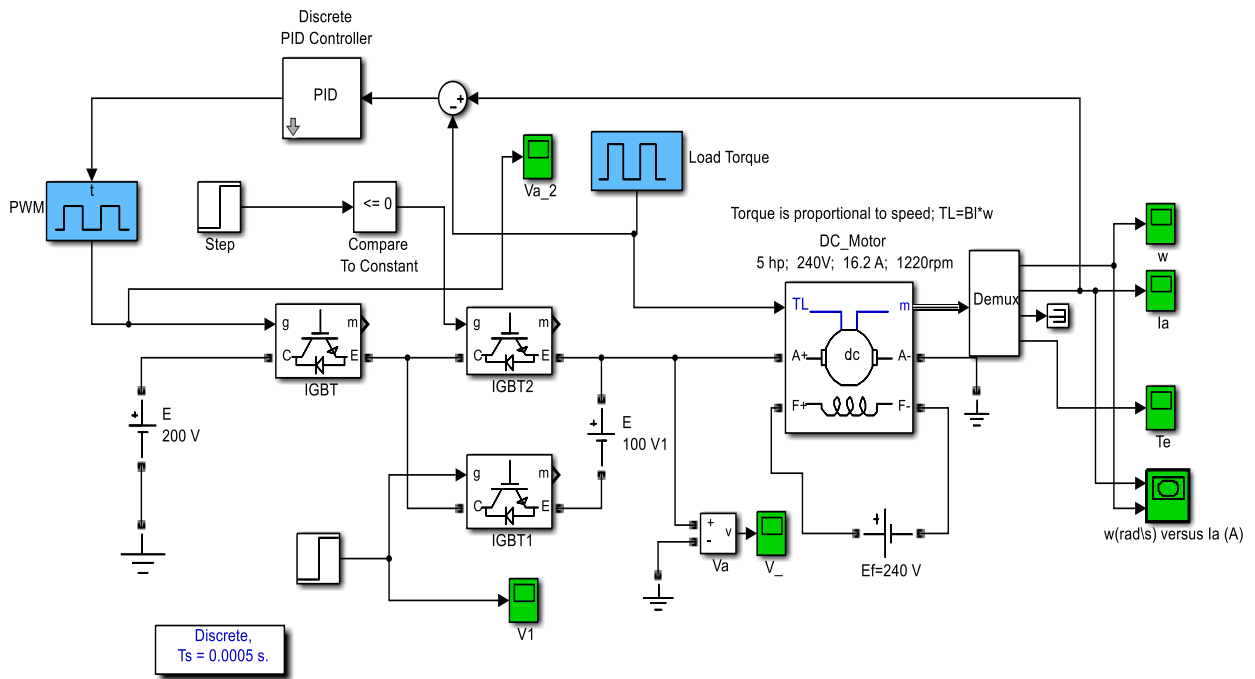 Discrete
PID Controller
PID
- +
PWM
t
Step
<= 0
Compare
To Constant
Va_2
Load Torque
Torque is proportional to speed; TL=Bl*w
DC_Motor
5 hp; 240V; 16.2 A; 1220rpm
TL
m
A+
dc
A-
F+
F-
Demux
w
Ia
Te
w(rad\s) versus Ia (A)
g
m
C
E
IGBT
g
m
C
E
IGBT2
g
m
C
E
IGBT1
+
E
200 V
+
E
100 V1
+
-
v
Va
V_
+
Ef=240 V
V1
Discrete,
Ts = 0.0005 s.